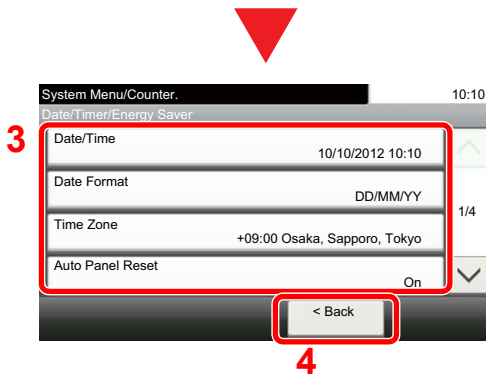 System Menu/Counter.
10:10
Date/Timer/Energy Saver
3
Date/Time
10/10/2012 10:10
Date Format
DD/MM/YY
1/4
Time Zone
+09:00 Osaka, Sapporo, Tokyo
Auto Panel Reset
On
< Back
4